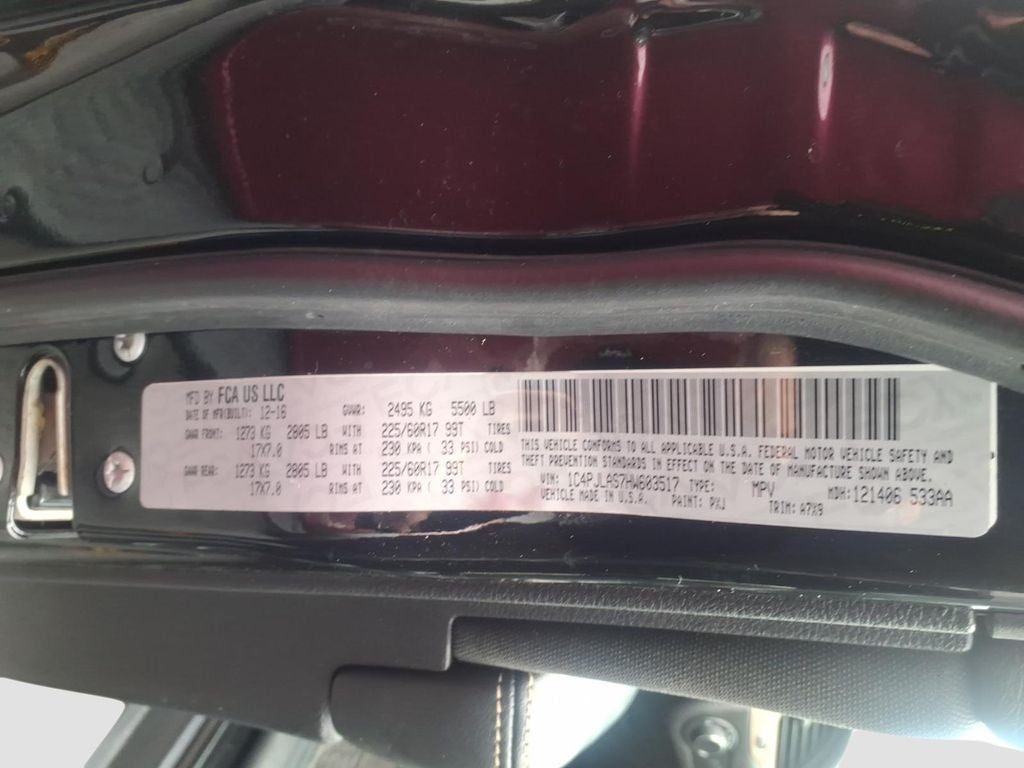 MFD BY FCA US LLC
DATE OF MFR(BUILT): 12-16 GVWR: 2495 KG 5500 LB
GAWR FRONT: 1273 KG 2805 LB WITH 225/60R17 99T TIRES
17X7.0 RIMS AT 230 KPA ( 33 PSI) COLD
GAWR REAR: 1273 KG 2805 LB WITH 225/60R17 99T TIRES
17X7.0 RIMS AT 230 KPA ( 33 PSI) COLD
THIS VEHICLE CONFORMS TO ALL APPLICABLE U.S.A. FEDERAL MOTOR VEHICLE SAFETY AND
THEFT PREVENTION STANDARDS IN EFFECT ON THE DATE OF MANUFACTURE SHOWN ABOVE.
VIN: 1C4PJLAS7HW603517 TYPE: MPV MDH: 121406 533AA
VEHICLE MADE IN U.S.A. PAINT: PXJ TRIM: A7X9